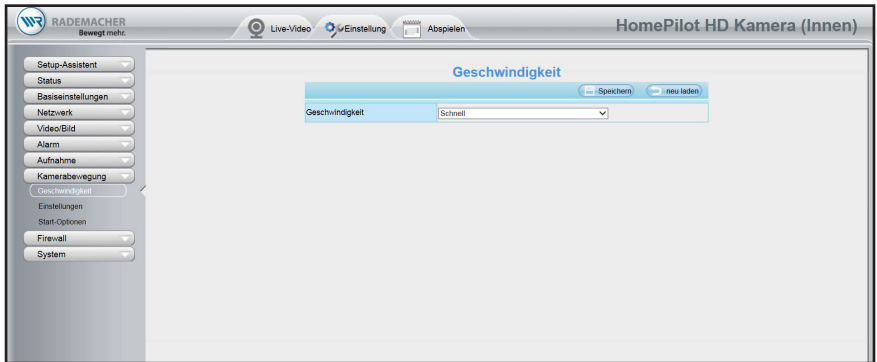 RADEMACHER
Bewegt mehr.
Live-Video
Einstellung
Abspielen
HomePilot HD Kamera (Innen)
Setup-Assistent
Status
Basiseinstellungen
Netzwerk
Video/Bild
Alarm
Aufnahme
Kamerabewegung
Geschwindigkeit
Einstellungen
Start-Optionen
Firewall
System
Geschwindigkeit
Speichern
neu laden
Geschwindigkeit
Schnell